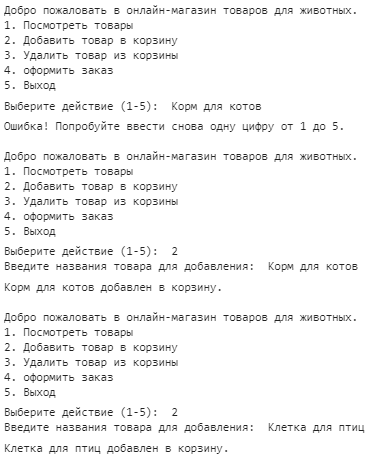 Добро пожаловать в онлайн-магазин товаров для животных.
1. Посмотреть товары
2. Добавить товар в корзину
3. Удалить товар из корзины
4. оформить заказ
5. Выход
Выберите действие (1-5):  Корм для котов
Ошибка! Попробуйте ввести снова одну цифру от 1 до 5.
Добро пожаловать в онлайн-магазин товаров для животных.
1. Посмотреть товары
2. Добавить товар в корзину
3. Удалить товар из корзины
4. оформить заказ
5. Выход
Выберите действие (1-5):  2
Введите названия товара для добавления:  Корм для котов
Корм для котов добавлен в корзину.
Добро пожаловать в онлайн-магазин товаров для животных.
1. Посмотреть товары
2. Добавить товар в корзину
3. Удалить товар из корзины
4. оформить заказ
5. Выход
Выберите действие (1-5):  2
Введите названия товара для добавления:  Клетка для птиц
Клетка для птиц добавлен в корзину.